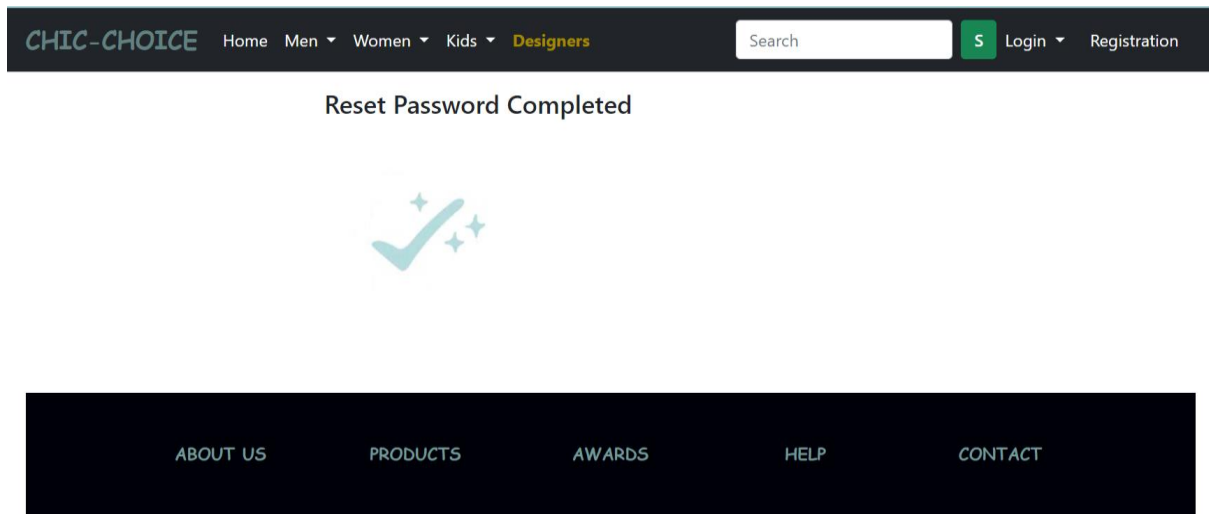 CHIC-CHOICE Home Men Women Kids Designers Search S Login Registration
Reset Password Completed
ABOUT US PRODUCTS AWARDS HELP CONTACT